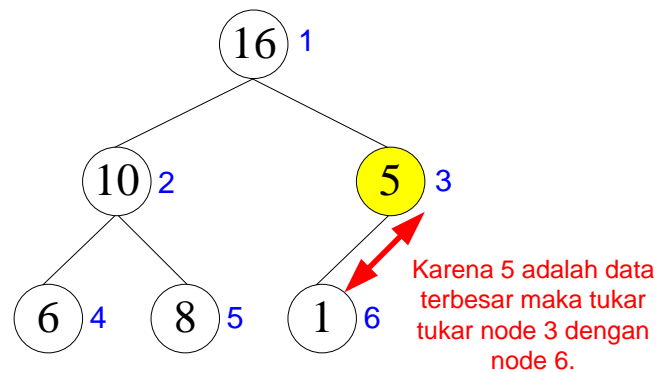 16 1
10 2
5 3
6 4
8 5
1 6
Karena 5 adalah data
terbesar maka tukar
tukar node 3 dengan
node 6.